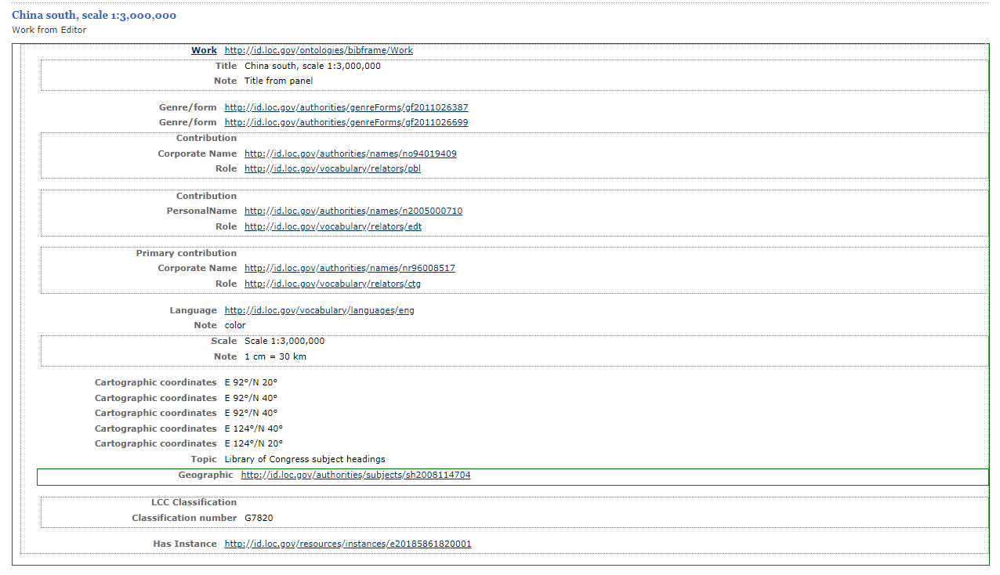 China south, scale 1:3,000,000
Work from Editor
Work http://id.loc.gov/ontologies/bibframe/Work
Title China south, scale 1:3,000,000
Note Title from panel
Genre/form http://id.loc.gov/authorities/genreForms/gf2011026387
Genre/form http://id.loc.gov/authorities/genreForms/gf2011026699
Contribution
Corporate Name http://id.loc.gov/authorities/names/no94019409
Role http://id.loc.gov/vocabulary/relators/pbl
Contribution
PersonalName http://id.loc.gov/authorities/names/n2005000710
Role http://id.loc.gov/vocabulary/relators/edt
Primary contribution
Corporate Name http://id.loc.gov/authorities/names/nr96008517
Role http://id.loc.gov/vocabulary/relators/ctg
Language http://id.loc.gov/vocabulary/languages/eng
Note color
Scale Scale 1:3,000,000
Note 1 cm = 30 km
Cartographic coordinates E 92°/N 20°
Cartographic coordinates E 92°/N 40°
Cartographic coordinates E 92°/N 40°
Cartographic coordinates E 124°/N 40°
Cartographic coordinates E 124°/N 20°
Topic Library of Congress subject headings
Geographic http://id.loc.gov/authorities/subjects/sh2008114704
LCC Classification
Classification number G7820
Has Instance http://id.loc.gov/resources/instances/e20185861820001